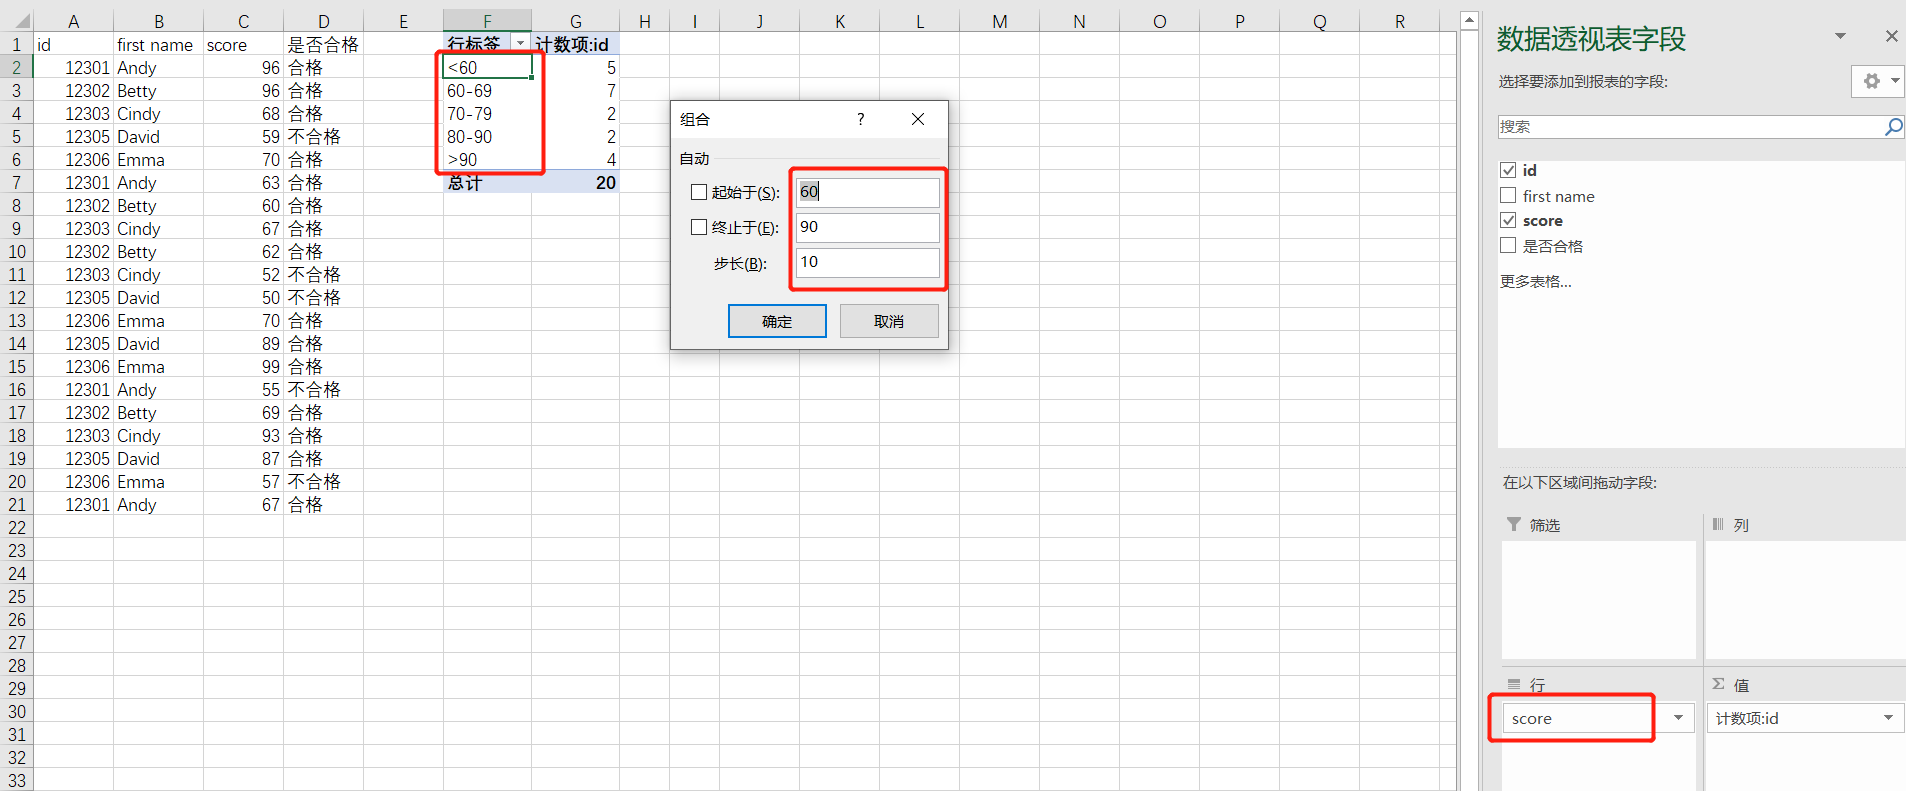 A B C D E F G H I J K L M N O P Q R
1 id first name score 是否合格 行标签 计数项:id
2 12301 Andy 96 合格 <60 5
3 12302 Betty 96 合格 60-69 7
4 12303 Cindy 68 合格 70-79 2
5 12305 David 59 不合格 80-90 2
6 12306 Emma 70 合格 >90 4
7 12301 Andy 63 合格 总计 20
8 12302 Betty 60 合格
9 12303 Cindy 67 合格
10 12302 Betty 62 合格
11 12303 Cindy 52 不合格
12 12305 David 50 不合格
13 12306 Emma 70 合格
14 12305 David 89 合格
15 12306 Emma 99 合格
16 12301 Andy 55 不合格
17 12302 Betty 69 合格
18 12303 Cindy 93 合格
19 12305 David 87 合格
20 12306 Emma 57 不合格
21 12301 Andy 67 合格
22
23
24
25
26
27
28
29
30
31
32
33
组合 ?
自动
起始于(S): 60
终止于(E): 90
步长(B): 10
确定 取消
数据透视表字段
选择要添加到报表的字段:
搜索
id
first name
score
是否合格
更多表格...
在以下区域间拖动字段:
筛选 列
行 Σ 值
score 计数项:id